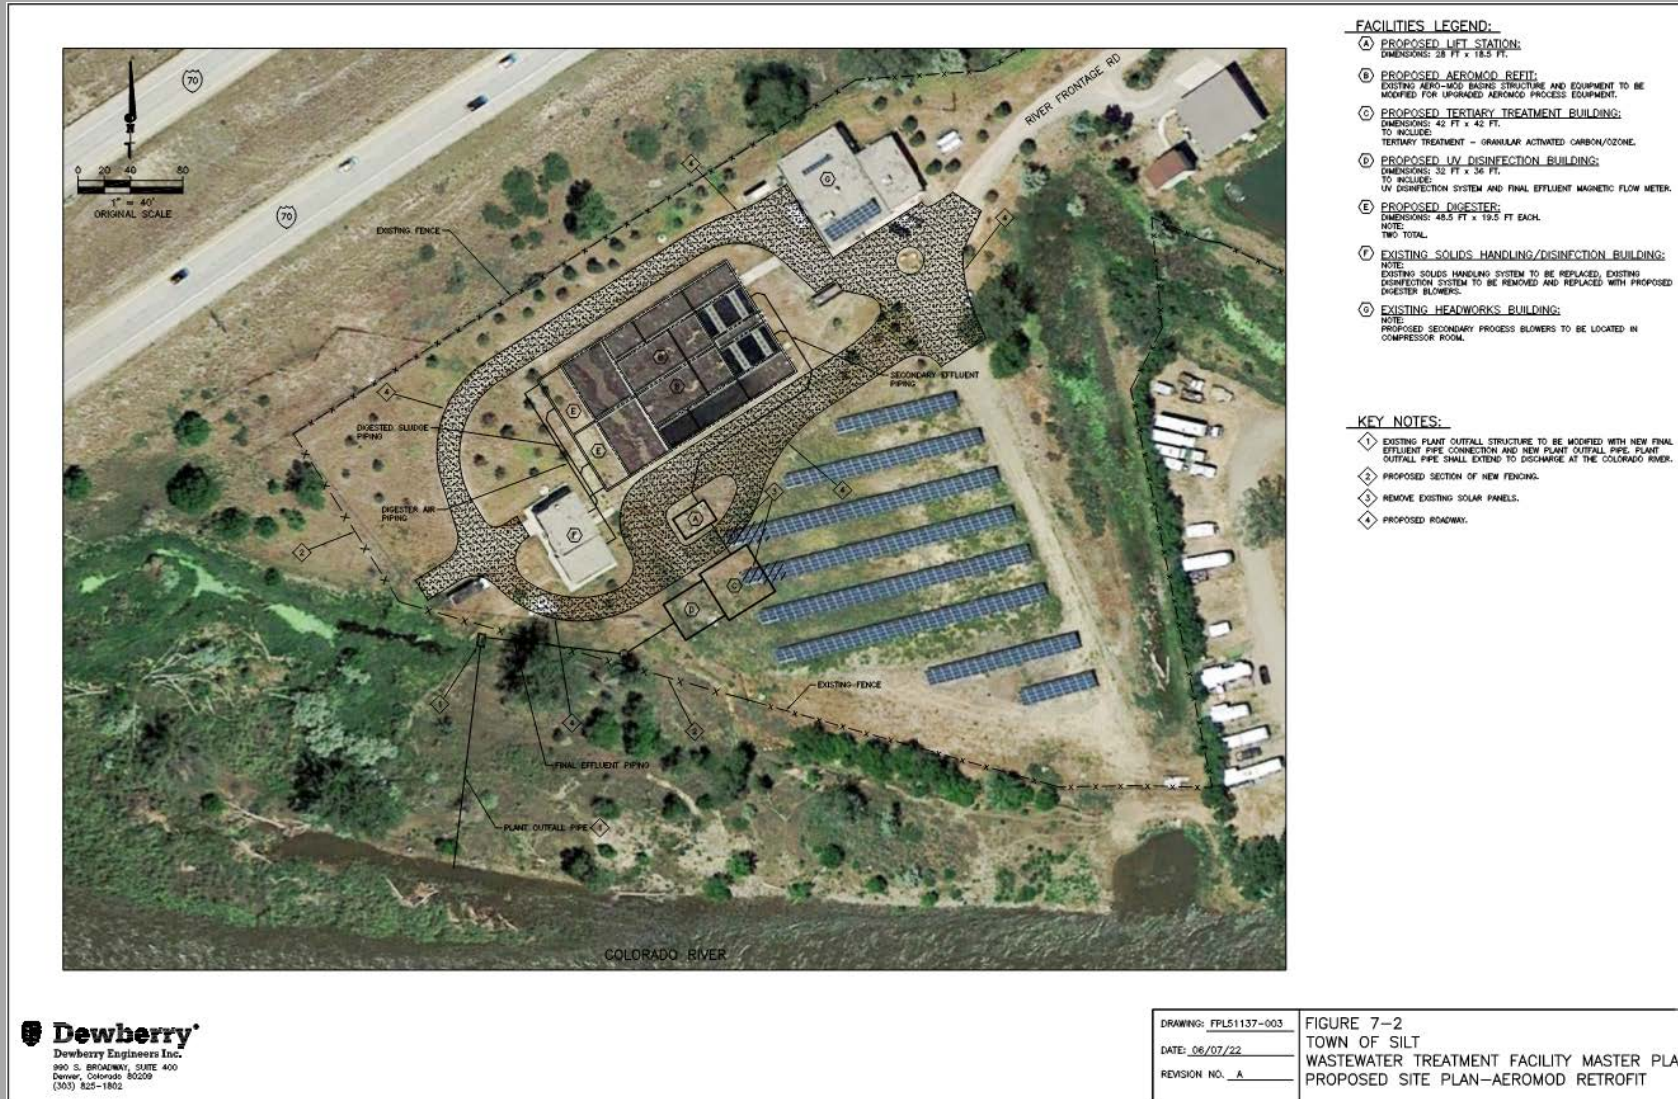 FACILITIES LEGEND:
A PROPOSED LIFT STATION:
DIMENSIONS: 28 FT x 18.5 FT.
B PROPOSED AEROMOD REFIT:
EXISTING AERO-MOD BASINS STRUCTURE AND EQUIPMENT TO BE
MODIFIED FOR UPGRADED AEROMOD PROCESS EQUIPMENT.
C PROPOSED TERTIARY TREATMENT BUILDING:
DIMENSIONS: 42 FT x 42 FT.
TO INCLUDE:
TERTIARY TREATMENT - GRANULAR ACTIVATED CARBON/OZONE.
D PROPOSED UV DISINFECTION BUILDING:
DIMENSIONS: 32 FT x 36 FT.
TO INCLUDE:
UV DISINFECTION SYSTEM AND FINAL EFFLUENT MAGNETIC FLOW METER.
E PROPOSED DIGESTER:
DIMENSIONS: 48.5 FT x 19.5 FT EACH.
NOTE:
TWO TOTAL.
F EXISTING SOLIDS HANDLING/DISINFCTION BUILDING:
NOTE:
EXISTING SOLIDS HANDLING SYSTEM TO BE REPLACED, EXISTING
DISINFECTION SYSTEM TO BE REMOVED AND REPLACED WITH PROPOSED
DIGESTER BLOWERS.
G EXISTING HEADWORKS BUILDING:
NOTE:
PROPOSED SECONDARY PROCESS BLOWERS TO BE LOCATED IN
COMPRESSOR ROOM.
KEY NOTES:
1 EXISTING PLANT OUTFALL STRUCTURE TO BE MODIFIED WITH NEW FINAL
EFFLUENT PIPE CONNECTION AND NEW PLANT OUTFALL PIPE. PLANT
OUTFALL PIPE SHALL EXTEND TO DISCHARGE AT THE COLORADO RIVER.
2 PROPOSED SECTION OF NEW FENCING.
3 REMOVE EXISTING SOLAR PANELS.
4 PROPOSED ROADWAY.
70
70
N
0 20 40 80
1" = 40'
ORIGINAL SCALE
RIVER FRONTAGE RD
4
G
4
EXISTING FENCE
B
B
SECONDARY EFFLUENT
PIPING
4
E
DIGESTED SLUDGE
PIPING
E
DIGESTER AIR
PIPING
3
4
A
F
2
C
D
EXISTING FENCE
1
4
2
FINAL EFFLUENT PIPING
PLANT OUTFALL PIPE 1
COLORADO RIVER
Dewberry
Dewberry Engineers Inc.
990 S. BROADWAY, SUITE 400
Denver, Colorado 80209
(303) 825-1802
DRAWING: FPL51137-003
DATE: 06/07/22
REVISION NO. A
FIGURE 7-2
TOWN OF SILT
WASTEWATER TREATMENT FACILITY MASTER PLA
PROPOSED SITE PLAN-AEROMOD RETROFIT